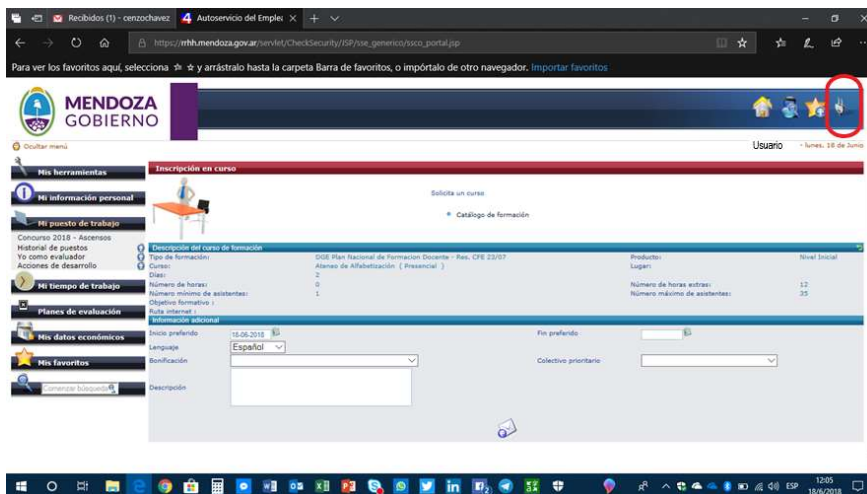 Recibidos (1) - cenzochavez
Autoservicio del Emplea
https://rrhh.mendoza.gov.ar/servlet/CheckSecurity/JSP/sse_generico/ssco_portal.jsp
Para ver los favoritos aquí, selecciona y arrástralo hasta la carpeta Barra de favoritos, o impórtalo de otro navegador. Importar favoritos
MENDOZA
GOBIERNO
Ocultar menú
Usuario - lunes, 18 de Junio
Mis herramientas
Mi información personal
Mi puesto de trabajo
Concurso 2018 - Ascensos
Historial de puestos
Yo como evaluador
Acciones de desarrollo
Mi tiempo de trabajo
Planes de evaluación
Mis datos económicos
Mis favoritos
Comenzar búsqueda
Inscripción en curso
Solicita un curso
Catálogo de formación
Descripción del curso de formación
Tipo de formación: DGE Plan Nacional de Formacion Docente - Res. CFE 23/07 Producto: Nivel Inicial
Curso: Ateneo de Alfabetización ( Presencial ) Lugar:
Días: 2
Número de horas: 0 Número de horas extras: 12
Número mínimo de asistentes: 1 Número máximo de asistentes: 35
Objetivo formativo :
Ruta internet :
Información adicional
Inicio preferido 18-06-2018 Fin preferido
Lenguaje Español
Bonificación Colectivo prioritario
Descripción
ESP
12:05
18/6/2018